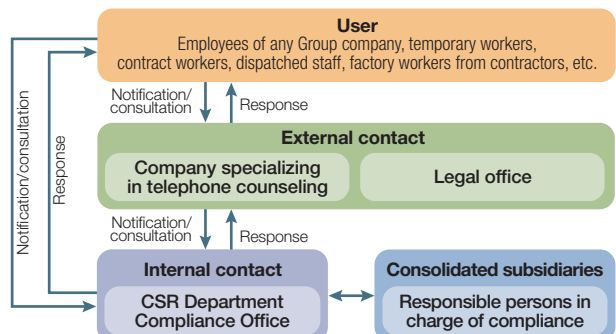 User
Employees of any Group company, temporary workers,
contract workers, dispatched staff, factory workers from contractors, etc.
Notification/consultation
Response
Notification/
consultation
Response
External contact
Company specializing
in telephone counseling
Legal office
Notification/
consultation
Response
Internal contact
CSR Department
Compliance Office
Consolidated subsidiaries
Responsible persons in
charge of compliance